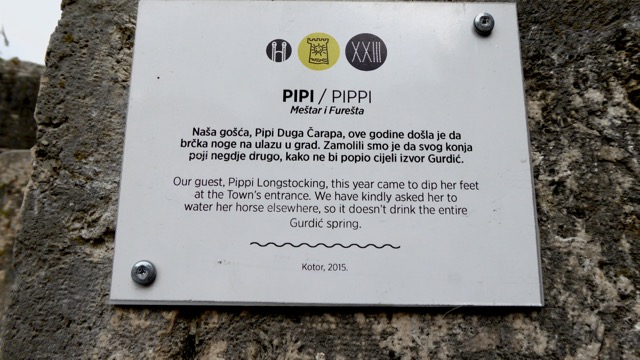 XXIII
PIPI / PIPPI
Meštar i Furešta
Naša gošća, Pipi Duga Čarapa, ove godine došla je da
brčka noge na ulazu u grad. Zamolili smo je da svog konja
poji negdje drugo, kako ne bi popio cijeli izvor Gurdić.
Our guest, Pippi Longstocking, this year came to dip her feet
at the Town's entrance. We have kindly asked her to
water her horse elsewhere, so it doesn't drink the entire
Gurdić spring.
Kotor, 2015.